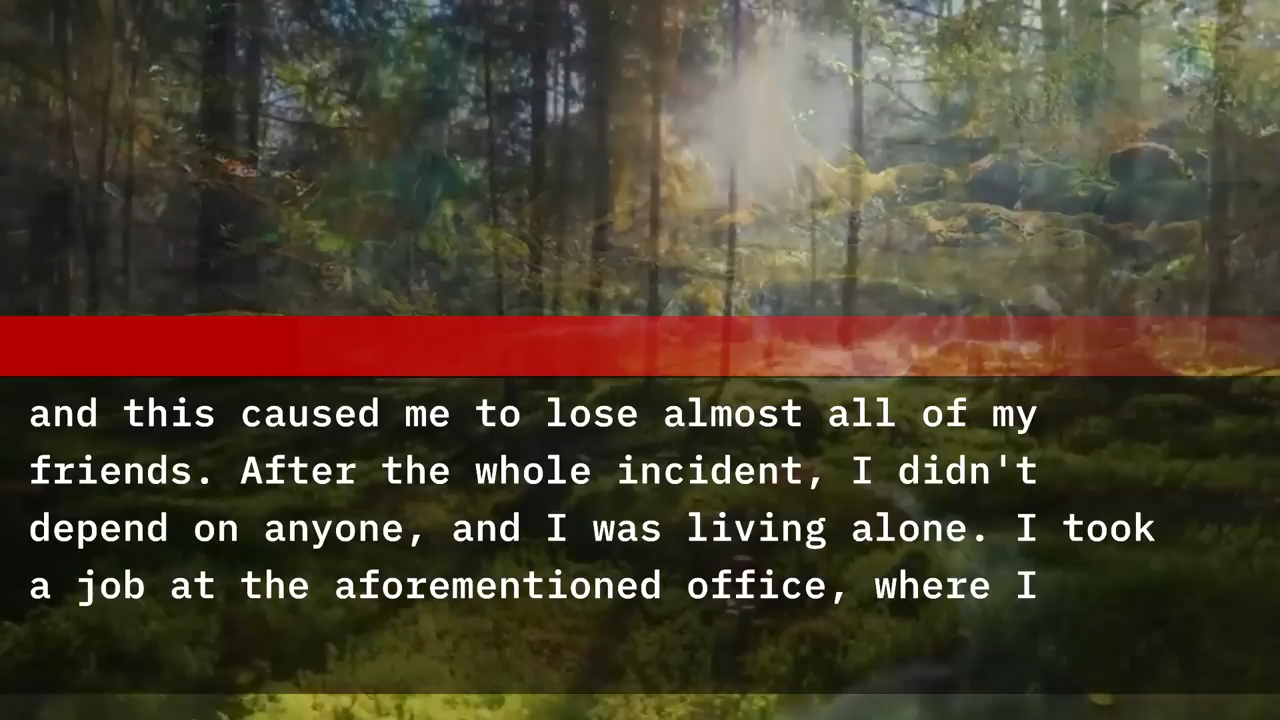 and this caused me to lose almost all of my
friends. After the whole incident, I didn't
depend on anyone, and I was living alone. I took
a job at the aforementioned office, where I